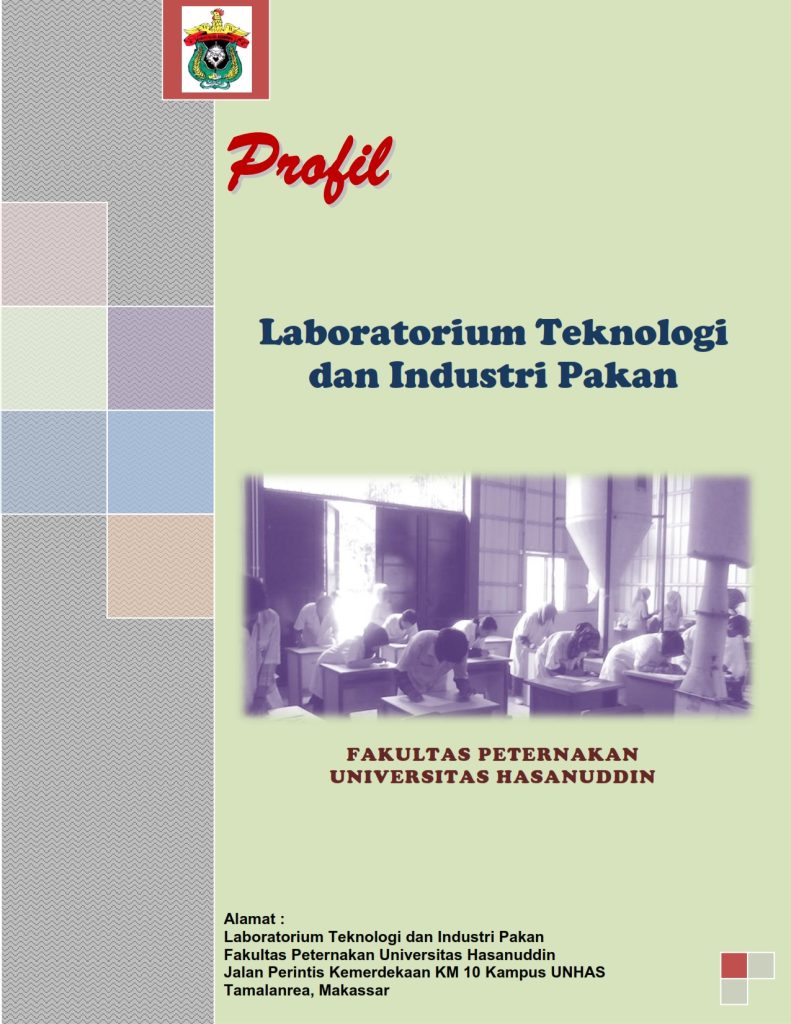 Profil
Laboratorium Teknologi
dan Industri Pakan
FAKULTAS PETERNAKAN
UNIVERSITAS HASANUDDIN
Alamat :
Laboratorium Teknologi dan Industri Pakan
Fakultas Peternakan Universitas Hasanuddin
Jalan Perintis Kemerdekaan KM 10 Kampus UNHAS
Tamalanrea, Makassar